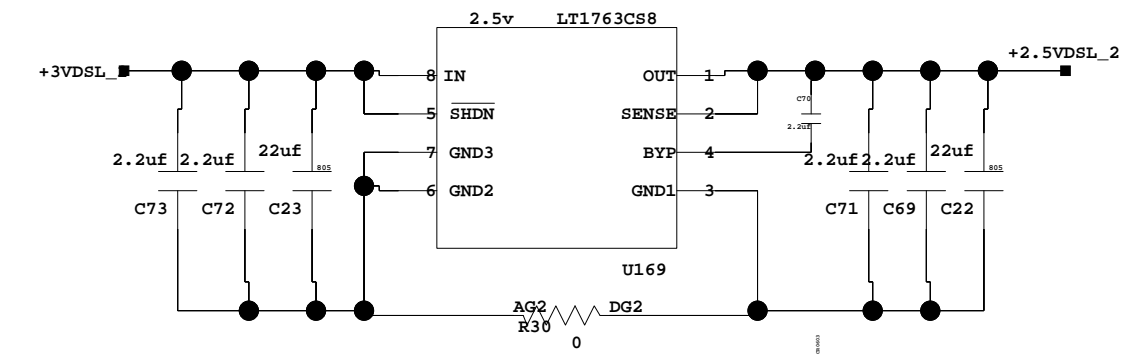 2.5v LT1763CS8
+3VDSL_2 +2.5VDSL_2
8 IN OUT 1
C70
5 SHDN SENSE 2
2.2uf
7 GND3 BYP 4
2.2uf 2.2uf 22uf 805 2.2uf 2.2uf 22uf 805
6 GND2 GND1 3
C73 C72 C23 C71 C69 C22
U169
AG2 DG2
R30
0